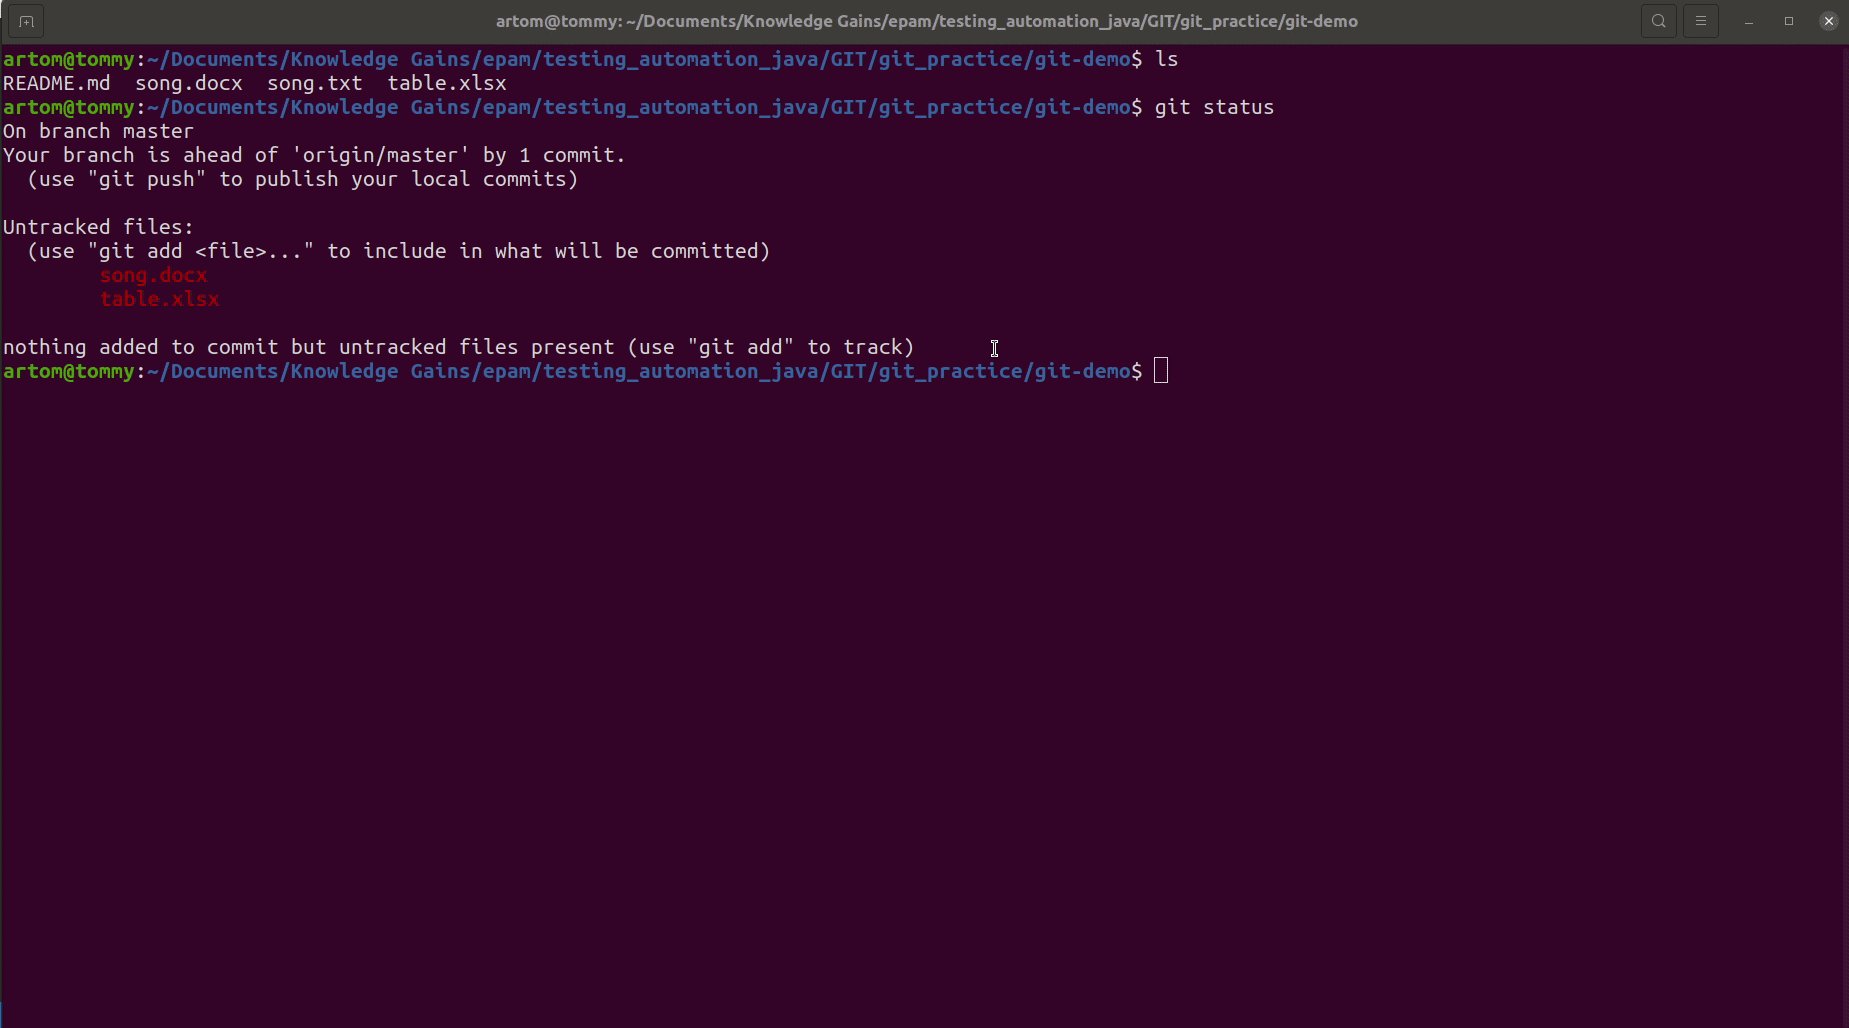 artom@tommy: ~/Documents/Knowledge Gains/epam/testing_automation_java/GIT/git_practice/git-demo
artom@tommy:~/Documents/Knowledge Gains/epam/testing_automation_java/GIT/git_practice/git-demo$ ls
README.md  song.docx  song.txt  table.xlsx
artom@tommy:~/Documents/Knowledge Gains/epam/testing_automation_java/GIT/git_practice/git-demo$ git status
On branch master
Your branch is ahead of 'origin/master' by 1 commit.
  (use "git push" to publish your local commits)
Untracked files:
  (use "git add <file>..." to include in what will be committed)
        song.docx
        table.xlsx
nothing added to commit but untracked files present (use "git add" to track)
artom@tommy:~/Documents/Knowledge Gains/epam/testing_automation_java/GIT/git_practice/git-demo$